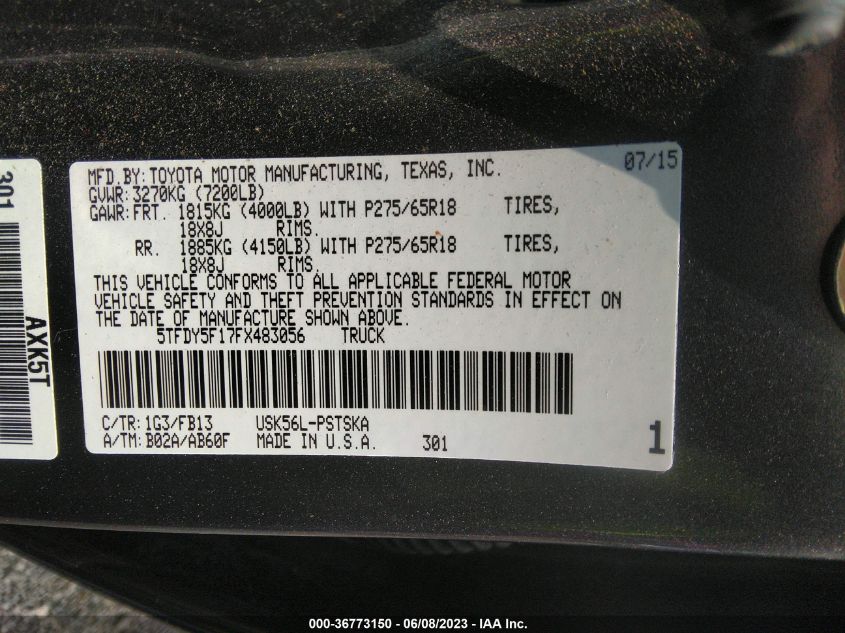 MFD.BY:TOYOTA MOTOR MANUFACTURING, TEXAS, INC. 07/15
GVWR:3270KG (7200LB)
GAWR:FRT. 1815KG (4000LB) WITH P275/65R18 TIRES,
18X8J RIMS.
RR. 1885KG (4150LB) WITH P275/65R18 TIRES,
18X8J RIMS.
THIS VEHICLE CONFORMS TO ALL APPLICABLE FEDERAL MOTOR
VEHICLE SAFETY AND THEFT PREVENTION STANDARDS IN EFFECT ON
THE DATE OF MANUFACTURE SHOWN ABOVE.
5TFDY5F17FX483056 TRUCK
C/TR:1G3/FB13 USK56L-PSTSKA
A/TM:B02A/AB60F MADE IN U.S.A. 301 1
301
AXK5T
000-36773150 - 06/08/2023 - IAA Inc.